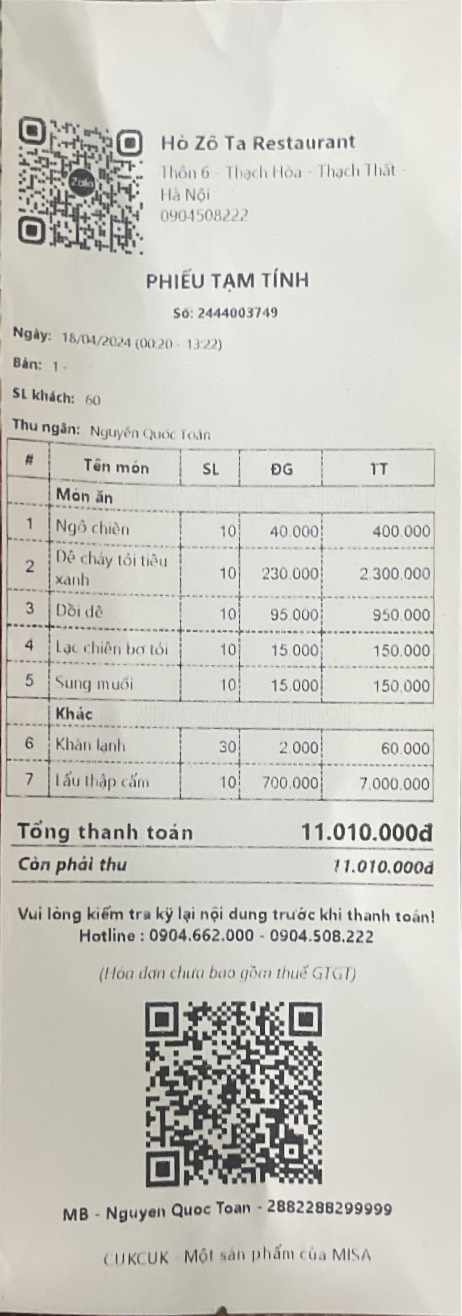 Zalo
Hò Zô Ta Restaurant
Thôn 6 - Thạch Hòa - Thạch Thất -
Hà Nội
0904508222
PHIẾU TẠM TÍNH
Số: 2444003749
Ngày: 18/04/2024 (00:20 - 13:22)
Bàn: 1 -
SL khách: 60
Thu ngân: Nguyễn Quốc Toản
# Tên món SL ĐG TT
Món ăn
1 Ngô chiên 10 40.000 400.000
2 Dê cháy tỏi tiêu xanh 10 230.000 2.300.000
3 Dồi dê 10 95.000 950.000
4 Lạc chiên bơ tỏi 10 15.000 150.000
5 Sung muối 10 15.000 150.000
Khác
6 Khăn lạnh 30 2.000 60.000
7 Lẩu thập cẩm 10 700.000 7.000.000
Tổng thanh toán 11.010.000đ
Còn phải thu 11.010.000đ
Vui lòng kiểm tra kỹ lại nội dung trước khi thanh toán!
Hotline : 0904.662.000 - 0904.508.222
(Hóa đơn chưa bao gồm thuế GTGT)
MB - Nguyen Quoc Toan - 2882288299999
CUKCUK - Một sản phẩm của MISA